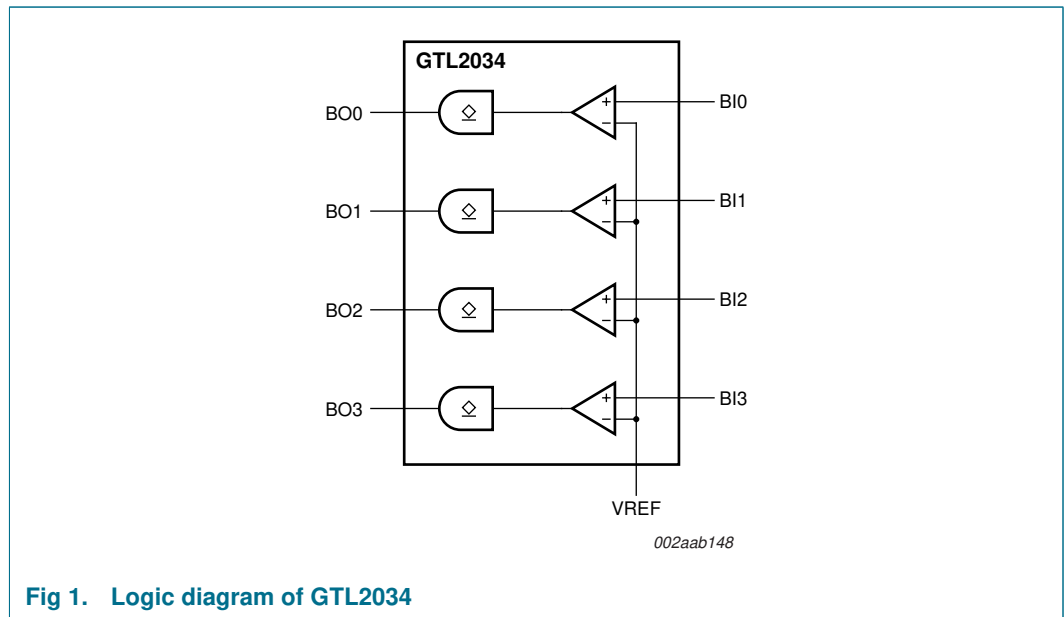 GTL2034
BO0
+
−
BI0
BO1
+
−
BI1
BO2
+
−
BI2
BO3
+
−
BI3
VREF
002aab148
Fig 1. Logic diagram of GTL2034